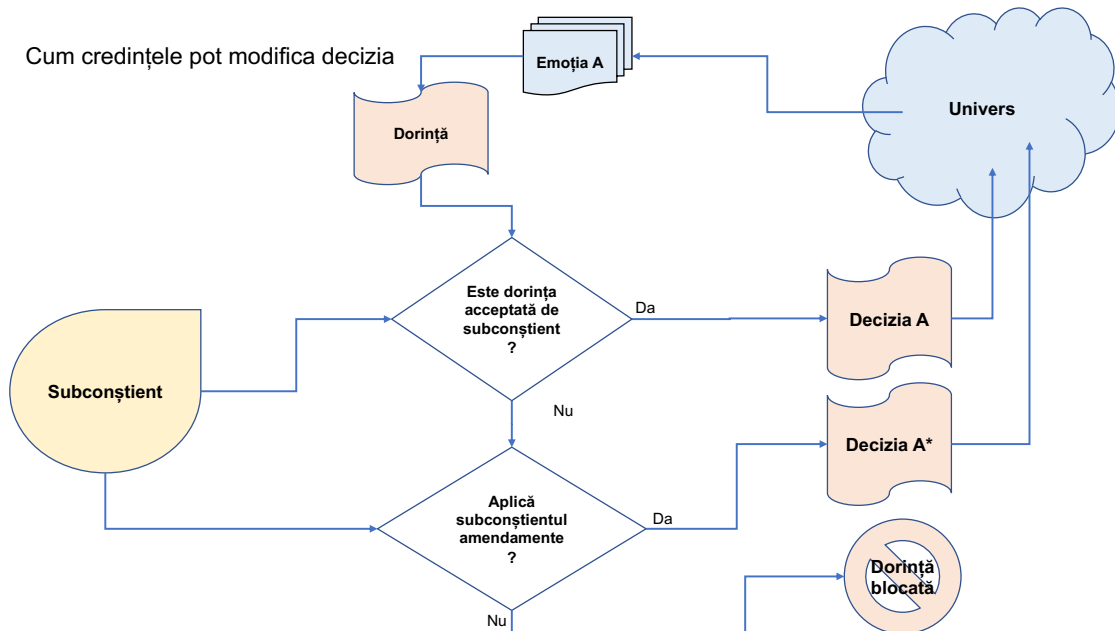 Cum credințele pot modifica decizia
Emoția A
Univers
Dorință
Este dorința
acceptată de
subconștient
?
Da
Decizia A
Subconștient
Nu
Decizia A*
Aplică
subconștientul
amendamente
?
Da
Dorință
blocată
Nu